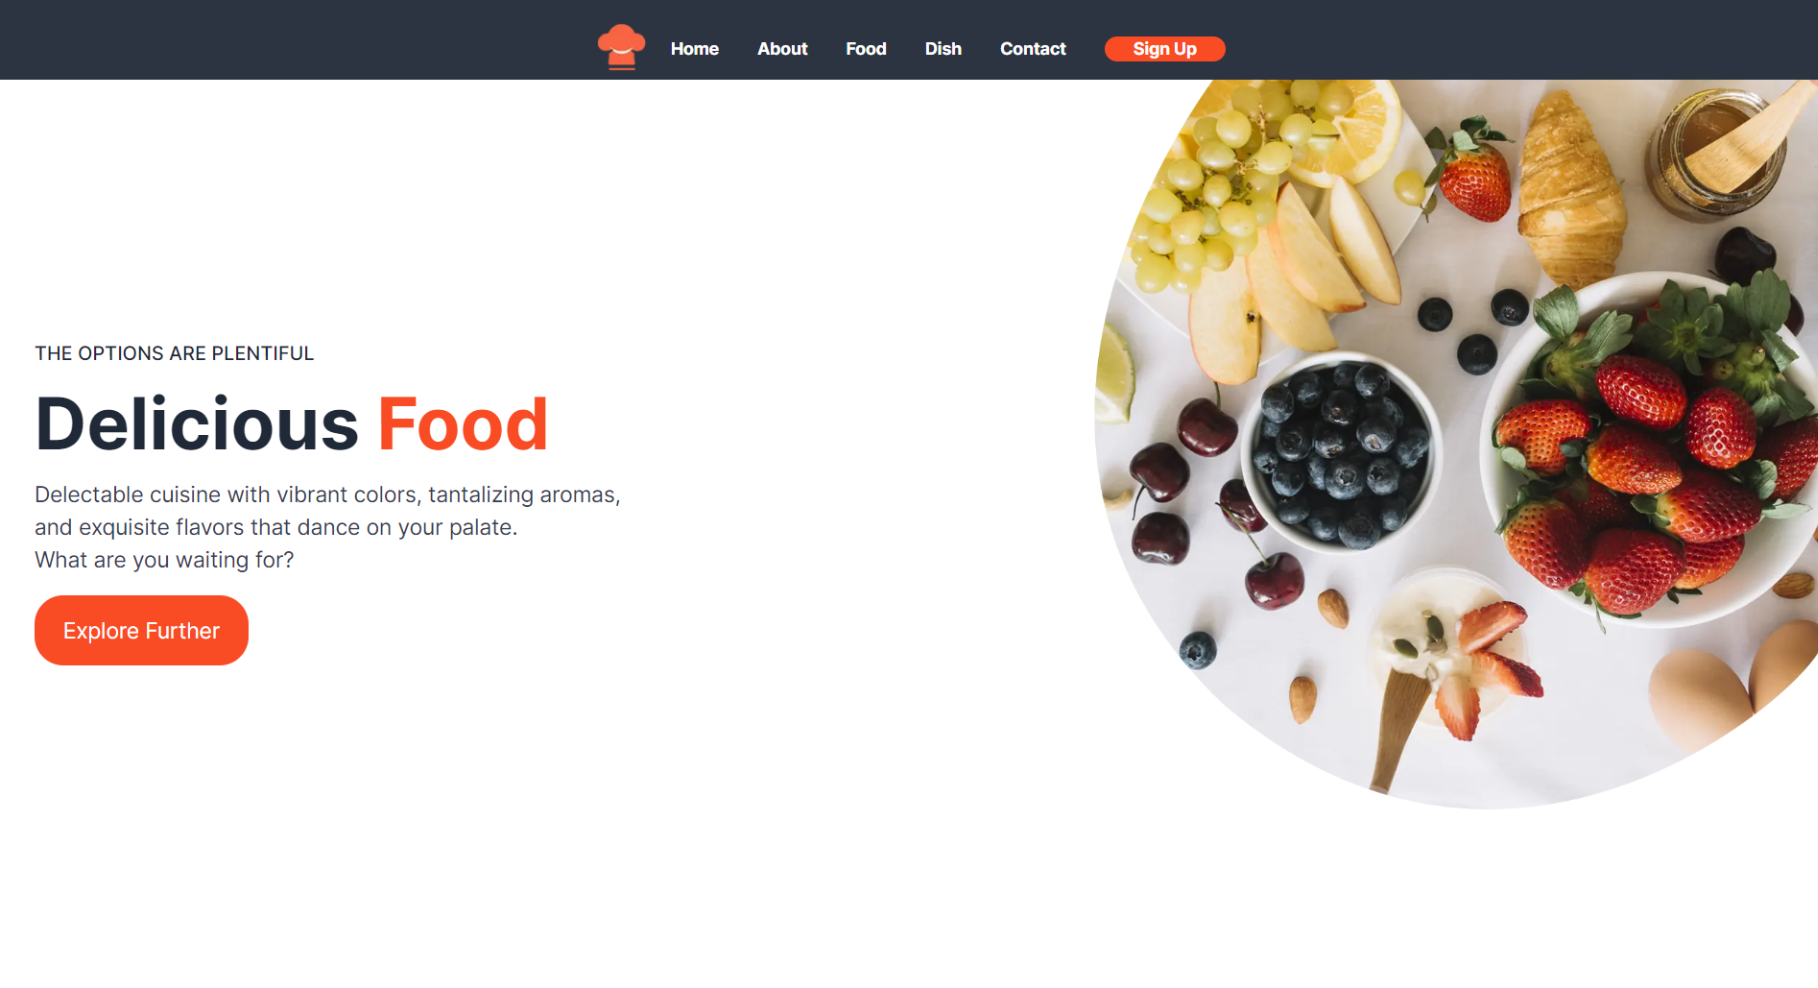 Home About Food Dish Contact Sign Up
THE OPTIONS ARE PLENTIFUL
Delicious Food
Delectable cuisine with vibrant colors, tantalizing aromas,
and exquisite flavors that dance on your palate.
What are you waiting for?
Explore Further